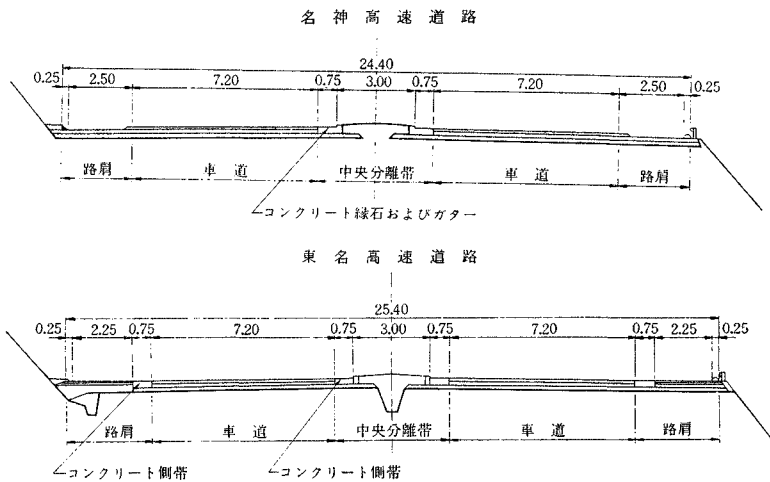 名神高速道路
24.40
0.25 2.50 7.20 0.75 3.00 0.75 7.20 2.50 0.25
路肩 車道 中央分離帯 車道 路肩
コンクリート縁石およびガター
東名高速道路
25.40
0.25 2.25 0.75 7.20 0.75 3.00 0.75 7.20 0.75 2.25 0.25
路肩 車道 中央分離帯 車道 路肩
コンクリート側帯 コンクリート側帯